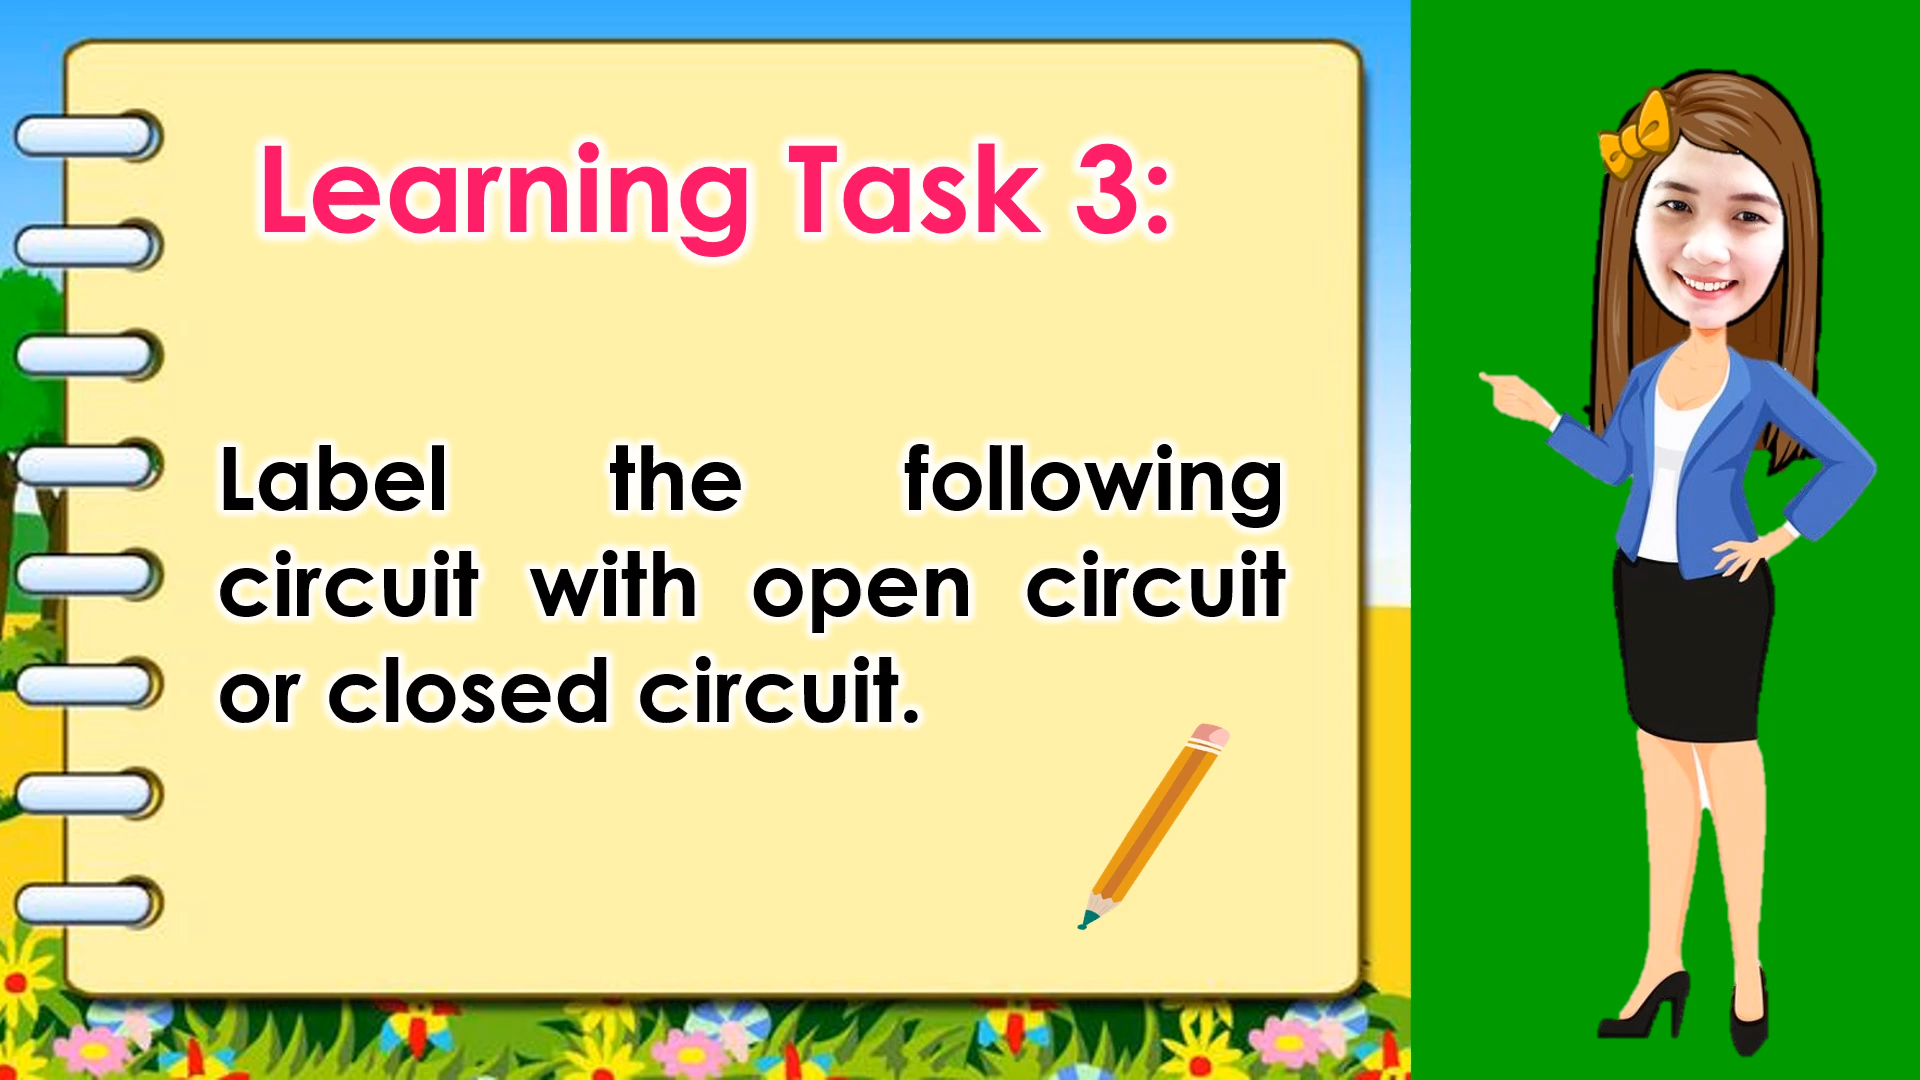 Learning Task 3:
Label the following
circuit with open circuit
or closed circuit.